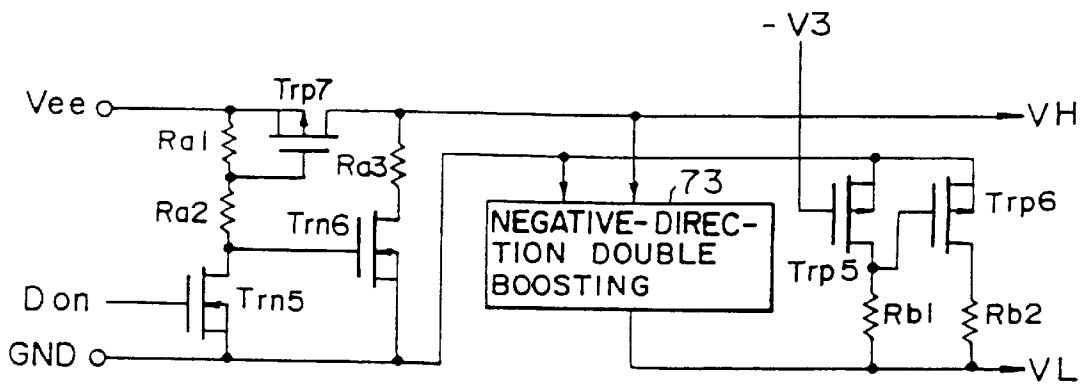 - V3
Trp7
Vee
VH
Ra1
Ra3
73
Ra2
Trn6
NEGATIVE-DIREC-
TION DOUBLE
BOOSTING
Trp6
Trp5
Don
Trn5
Rb1
Rb2
GND
VL